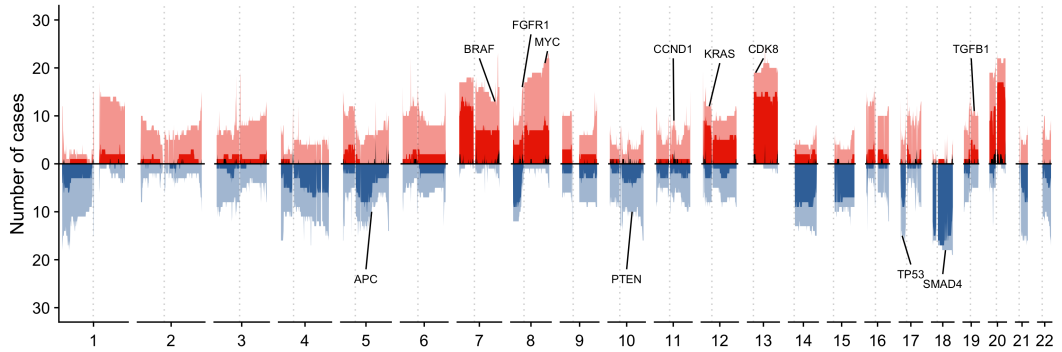 Number of cases
30
20
10
0
10
20
30
BRAF
FGFR1
MYC
CCND1
KRAS
CDK8
TGFB1
APC
PTEN
TP53
SMAD4
1 2 3 4 5 6 7 8 9 10 11 12 13 14 15 16 17 18 19 20 21 22